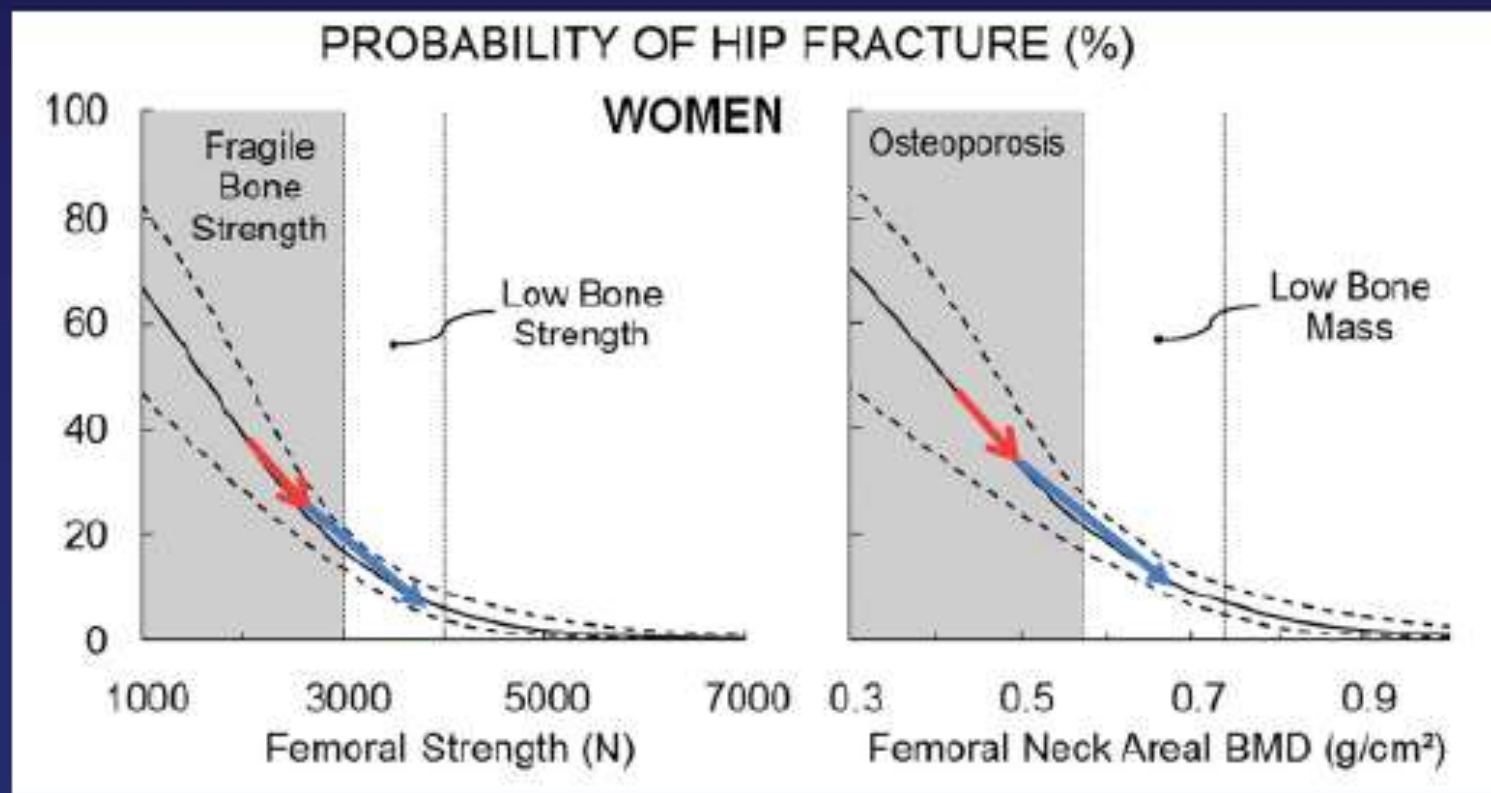 PROBABILITY OF HIP FRACTURE (%)
WOMEN
100
80
60
40
20
0
Fragile
Bone
Strength
Low Bone
Strength
1000 3000 5000 7000
Femoral Strength (N)
Osteoporosis
Low Bone
Mass
0.3 0.5 0.7 0.9
Femoral Neck Areal BMD (g/cm²)